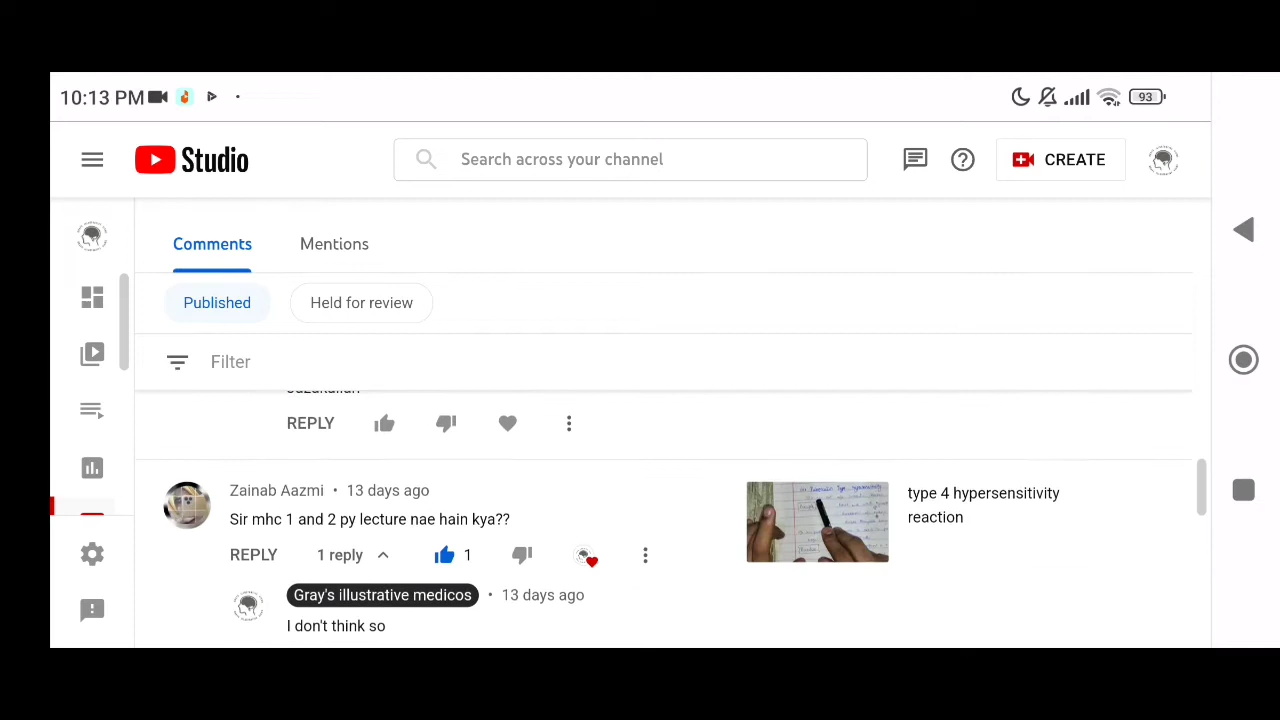 10:13 PM
93
Studio
Search across your channel
CREATE
Comments
Mentions
Published
Held for review
Filter
REPLY
Zainab Aazmi • 13 days ago
Sir mhc 1 and 2 py lecture nae hain kya??
REPLY
1 reply
1
type 4 hypersensitivity
reaction
Gray's illustrative medicos • 13 days ago
I don't think so